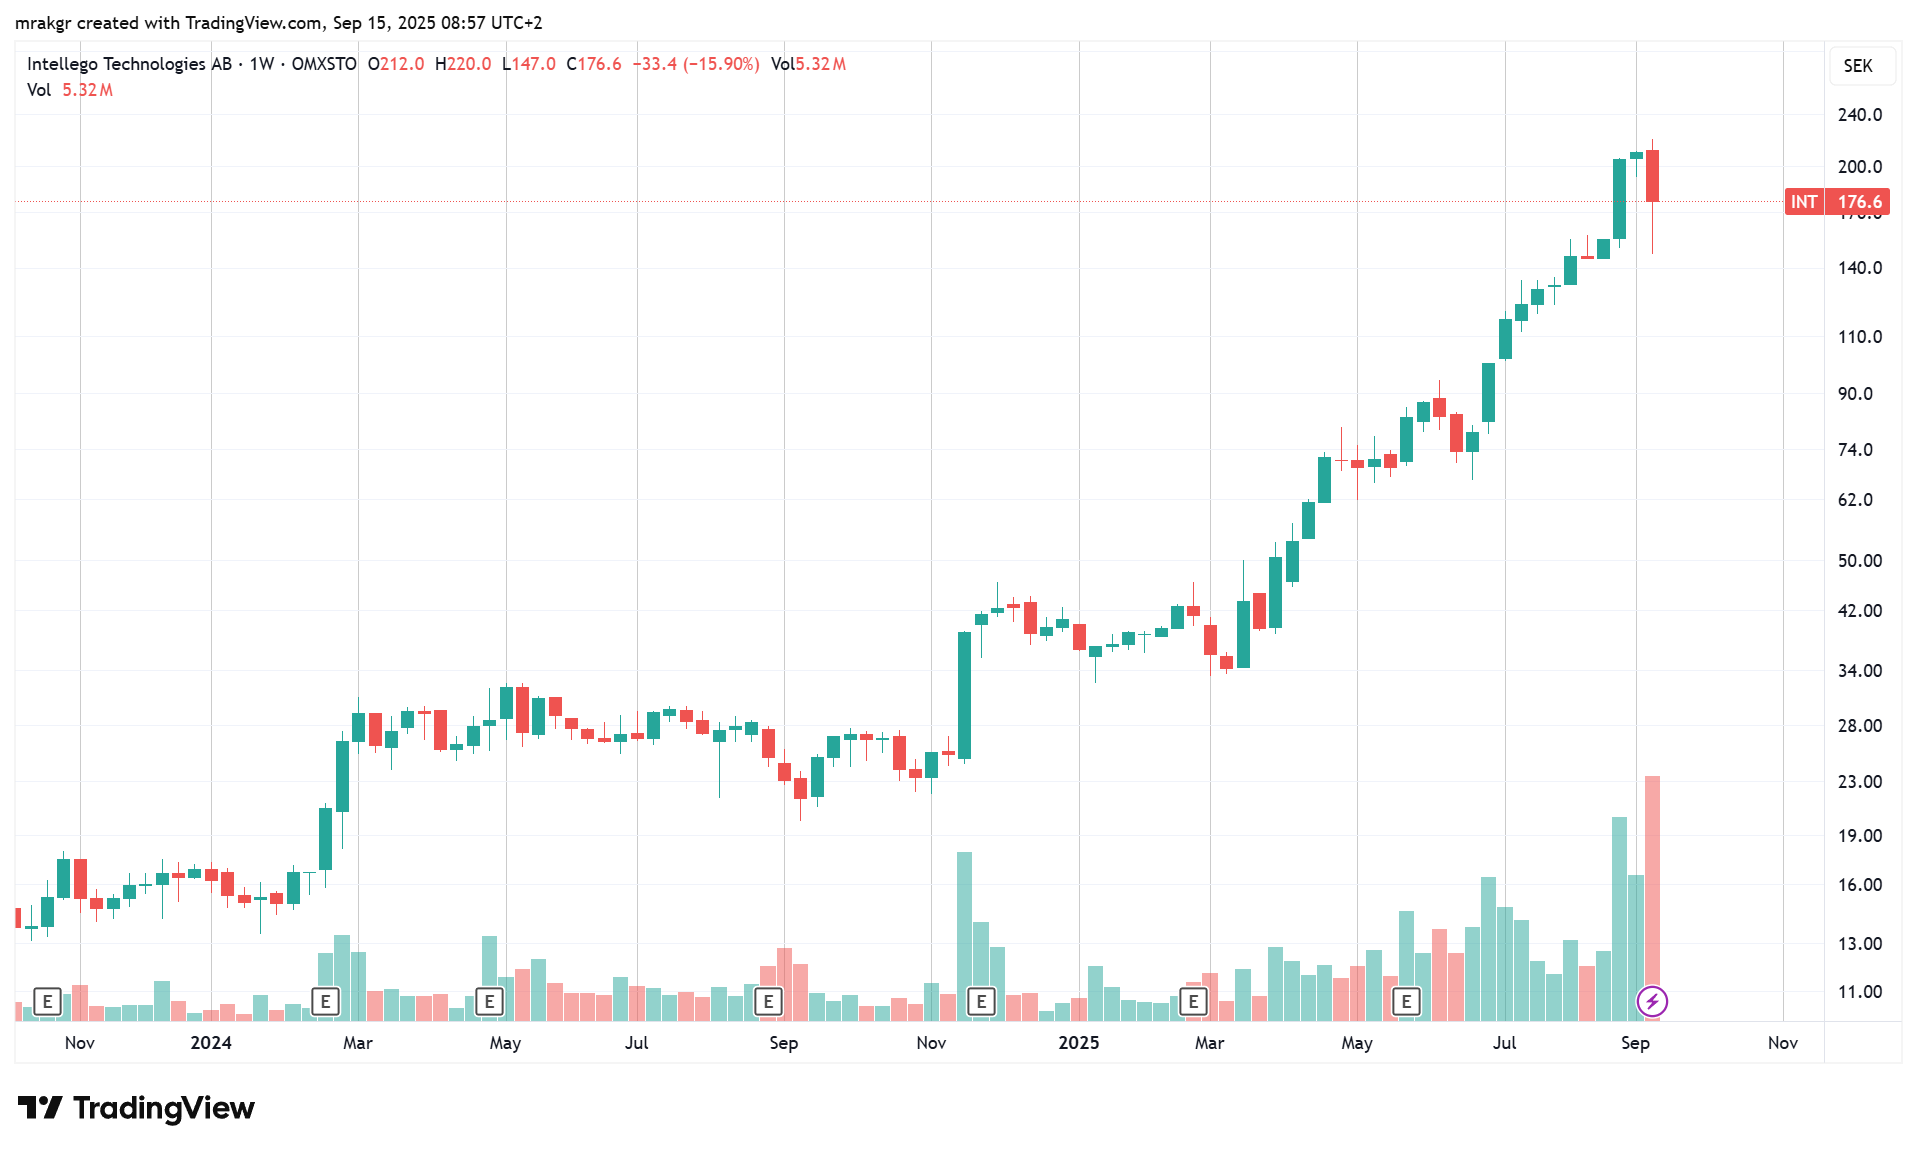 mrakgr created with TradingView.com, Sep 15, 2025 08:57 UTC+2
Intellego Technologies AB · 1W · OMXSTO O212.0 H220.0 L147.0 C176.6 −33.4 (−15.90%) Vol5.32M
Vol 5.32M
SEK
240.0
200.0
INT 176.6
170.0
140.0
110.0
90.0
74.0
62.0
50.00
42.00
34.00
28.00
23.00
19.00
16.00
13.00
11.00
E E E E E E E
Nov 2024 Mar May Jul Sep Nov 2025 Mar May Jul Sep Nov
TradingView